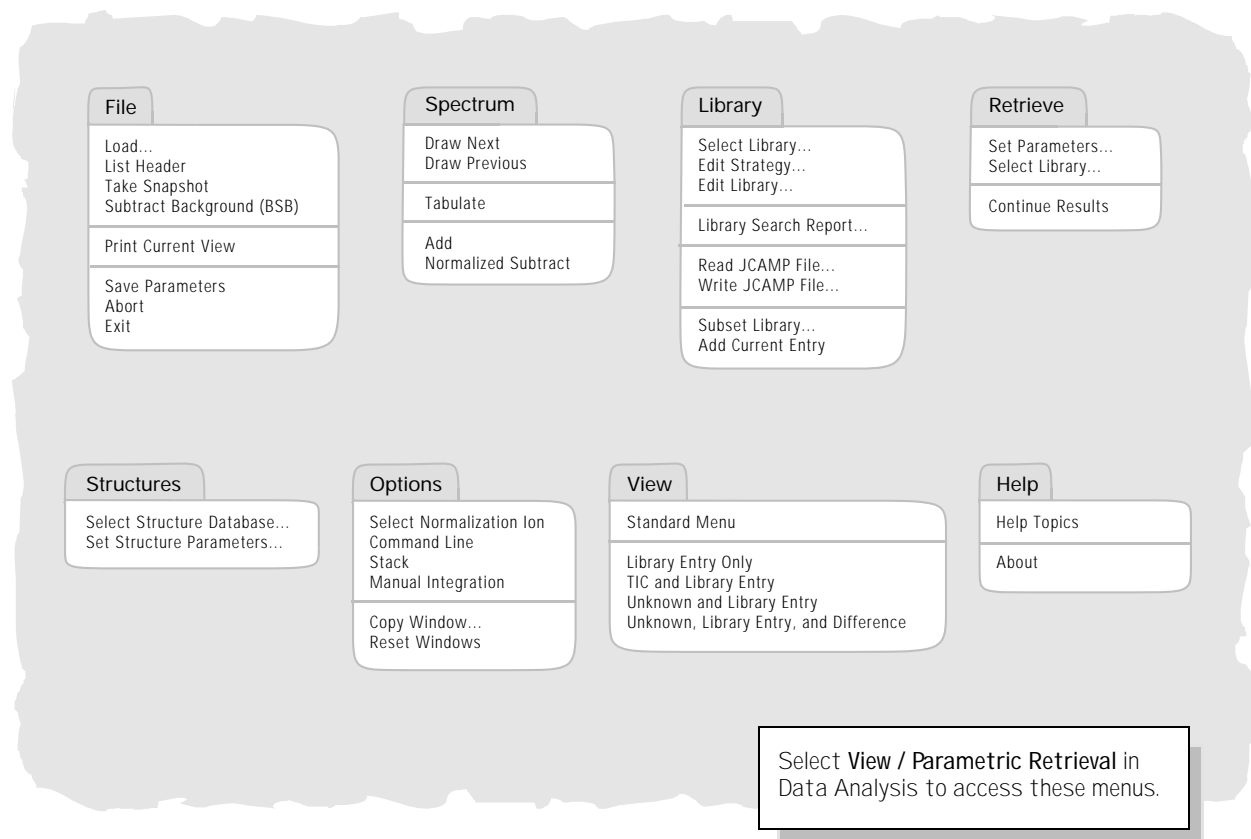 File
Load...
List Header
Take Snapshot
Subtract Background (BSB)
Print Current View
Save Parameters
Abort
Exit
Spectrum
Draw Next
Draw Previous
Tabulate
Add
Normalized Subtract
Library
Select Library...
Edit Strategy...
Edit Library...
Library Search Report...
Read JCAMP File...
Write JCAMP File...
Subset Library...
Add Current Entry
Retrieve
Set Parameters...
Select Library...
Continue Results
Structures
Select Structure Database...
Set Structure Parameters...
Options
Select Normalization Ion
Command Line
Stack
Manual Integration
Copy Window...
Reset Windows
View
Standard Menu
Library Entry Only
TIC and Library Entry
Unknown and Library Entry
Unknown, Library Entry, and Difference
Help
Help Topics
About
Select View / Parametric Retrieval in
Data Analysis to access these menus.